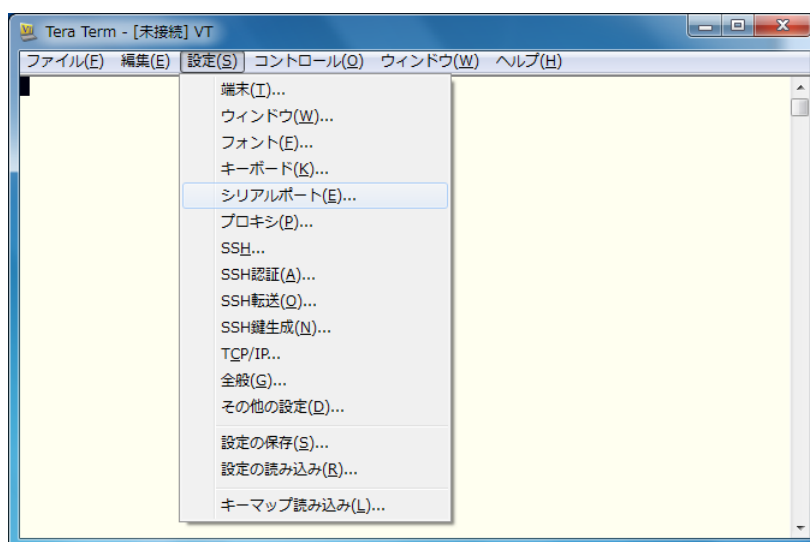 Tera Term - [未接続] VT
ファイル(F) 編集(E) 設定(S) コントロール(O) ウィンドウ(W) ヘルプ(H)
端末(T)...
ウィンドウ(W)...
フォント(F)...
キーボード(K)...
シリアルポート(E)...
プロキシ(P)...
SSH...
SSH認証(A)...
SSH転送(O)...
SSH鍵生成(N)...
TCP/IP...
全般(G)...
その他の設定(D)...
設定の保存(S)...
設定の読み込み(R)...
キーマップ読み込み(L)...